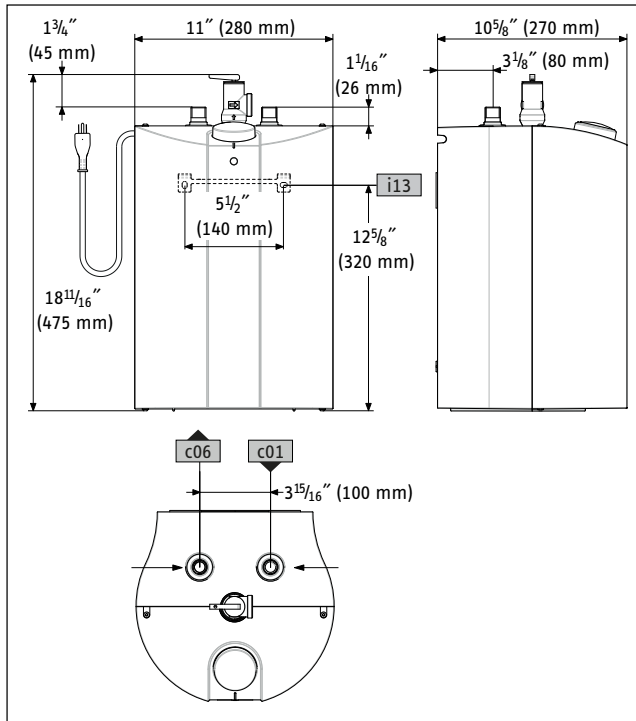 1¾″
(45 mm)
11″ (280 mm)
1¹⁄₁₆″
(26 mm)
10⁵⁄₈″ (270 mm)
3¹⁄₈″ (80 mm)
i13
5¹⁄₂″
(140 mm)
12⁵⁄₈″
(320 mm)
18¹¹⁄₁₆″
(475 mm)
c06
c01
3¹⁵⁄₁₆″ (100 mm)